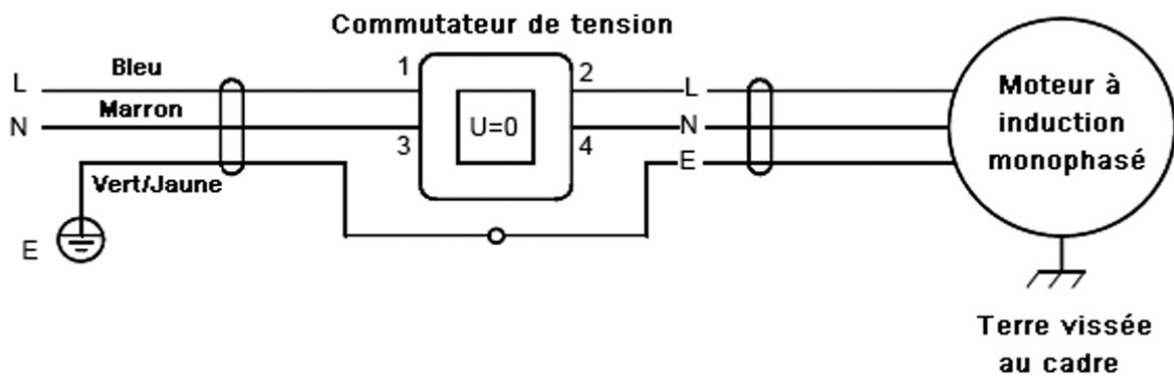 Commutateur de tension
L
Bleu
1
2
L
N
Marron
3
U=0
4
N
E
Vert/Jaune
E
Moteur à
induction
monophasé
Terre vissée
au cadre